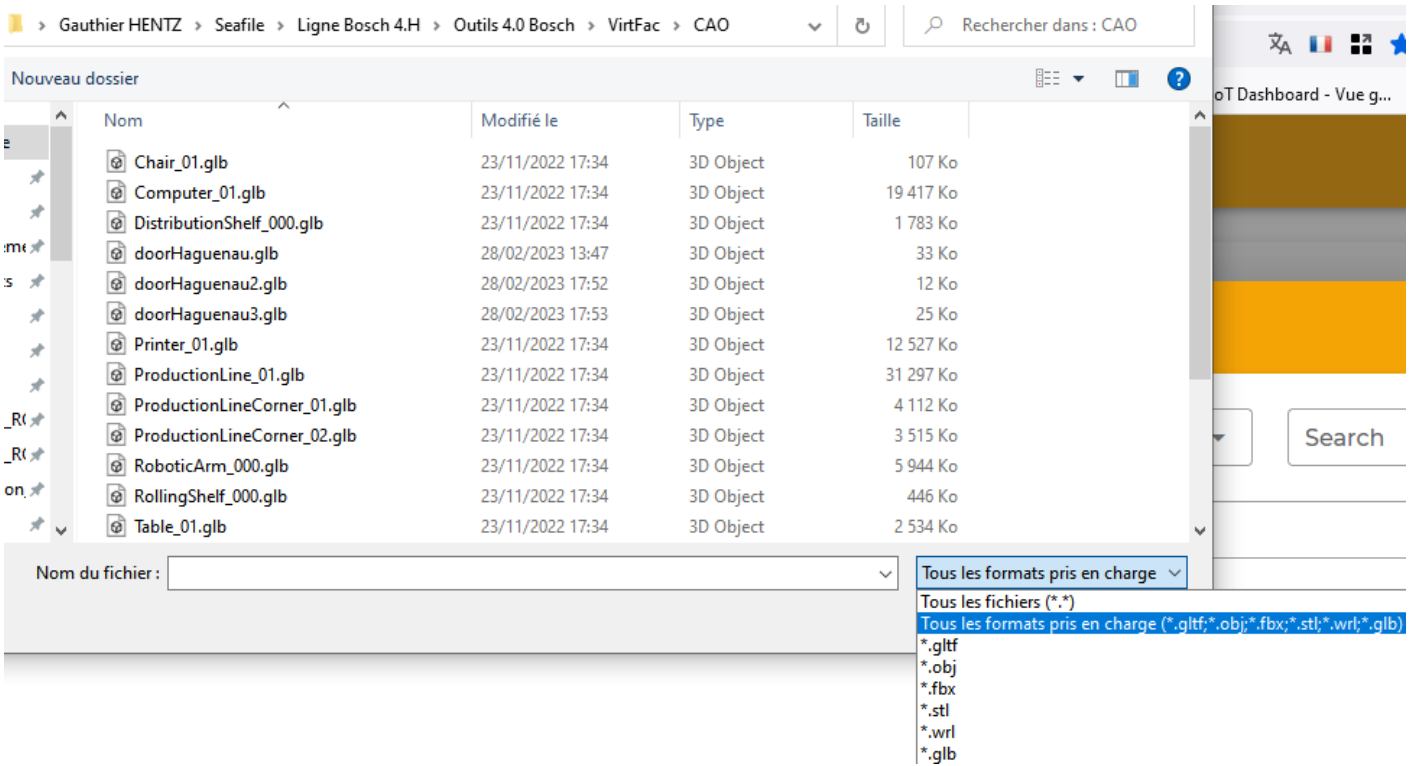 > Gauthier HENTZ > Seafile > Ligne Bosch 4.H > Outils 4.0 Bosch > VirtFac > CAO Rechercher dans : CAO
Nouveau dossier
oT Dashboard - Vue g...
Nom Modifié le Type Taille
Chair_01.glb 23/11/2022 17:34 3D Object 107 Ko
Computer_01.glb 23/11/2022 17:34 3D Object 19 417 Ko
DistributionShelf_000.glb 23/11/2022 17:34 3D Object 1 783 Ko
doorHaguenau.glb 28/02/2023 13:47 3D Object 33 Ko
doorHaguenau2.glb 28/02/2023 17:52 3D Object 12 Ko
doorHaguenau3.glb 28/02/2023 17:53 3D Object 25 Ko
Printer_01.glb 23/11/2022 17:34 3D Object 12 527 Ko
ProductionLine_01.glb 23/11/2022 17:34 3D Object 31 297 Ko
ProductionLineCorner_01.glb 23/11/2022 17:34 3D Object 4 112 Ko
ProductionLineCorner_02.glb 23/11/2022 17:34 3D Object 3 515 Ko
RoboticArm_000.glb 23/11/2022 17:34 3D Object 5 944 Ko
RollingShelf_000.glb 23/11/2022 17:34 3D Object 446 Ko
Table_01.glb 23/11/2022 17:34 3D Object 2 534 Ko
Search
Nom du fichier : Tous les formats pris en charge
Tous les fichiers (*.*)
Tous les formats pris en charge (*.gltf;*.obj;*.fbx;*.stl;*.wrl;*.glb)
*.gltf
*.obj
*.fbx
*.stl
*.wrl
*.glb